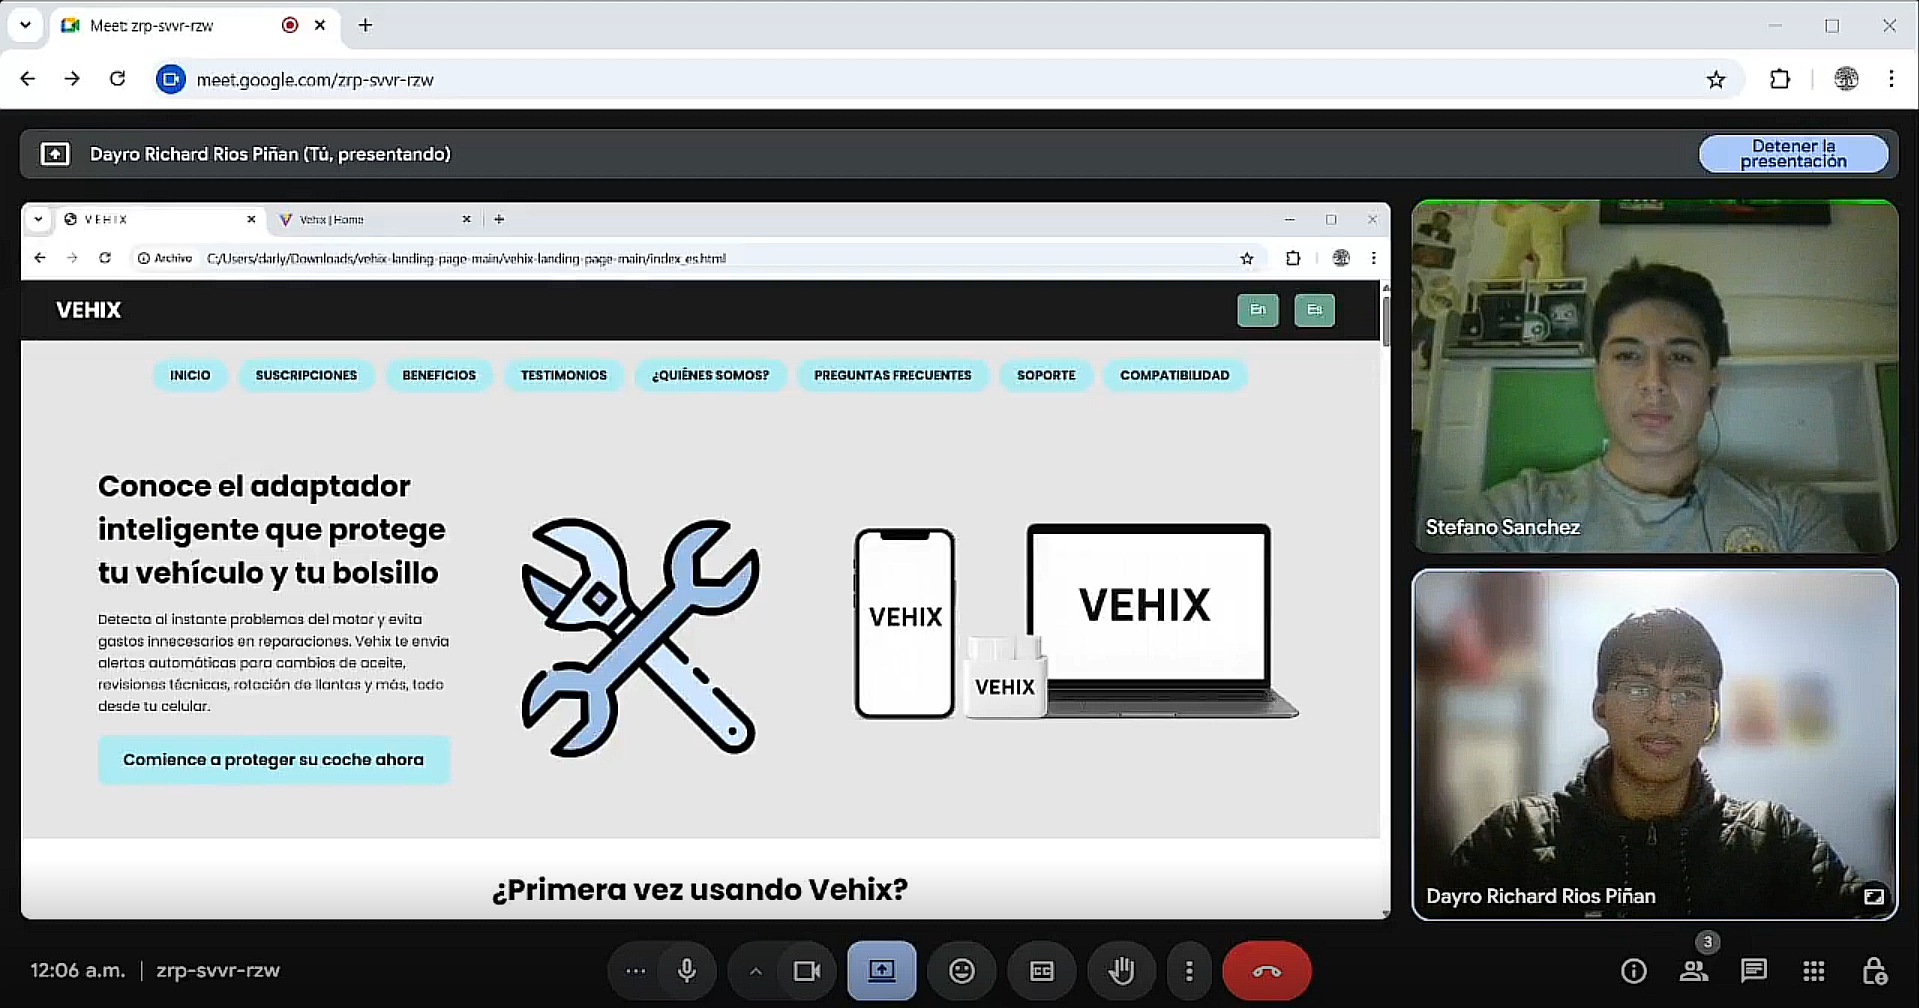 Meet: zrp-svvr-rzw
meet.google.com/zrp-svvr-rzw
Dayro Richard Rios Piñan (Tú, presentando)
Detener la
presentación
VEHIX
Vehix | Home
Archivo
C:/Users/darly/Downloads/vehix-landing-page-main/vehix-landing-page-main/index_es.html
VEHIX
En
Es
INICIO
SUSCRIPCIONES
BENEFICIOS
TESTIMONIOS
¿QUIÉNES SOMOS?
PREGUNTAS FRECUENTES
SOPORTE
COMPATIBILIDAD
Conoce el adaptador
inteligente que protege
tu vehículo y tu bolsillo
Detecta al instante problemas del motor y evita
gastos innecesarios en reparaciones. Vehix te envía
alertas automáticas para cambios de aceite,
revisiones técnicas, rotación de llantas y más, todo
desde tu celular.
Comience a proteger su coche ahora
VEHIX
VEHIX
VEHIX
¿Primera vez usando Vehix?
Stefano Sanchez
Dayro Richard Rios Piñan
12:06 a.m. | zrp-svvr-rzw
CC
3